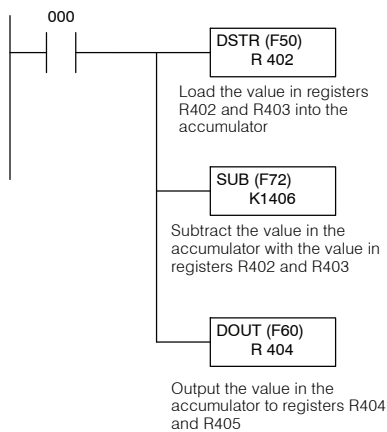 000
DSTR (F50)
R 402
Load the value in registers
R402 and R403 into the
accumulator
SUB (F72)
K1406
Subtract the value in the
accumulator with the value in
registers R402 and R403
DOUT (F60)
R 404
Output the value in the
accumulator to registers R404
and R405